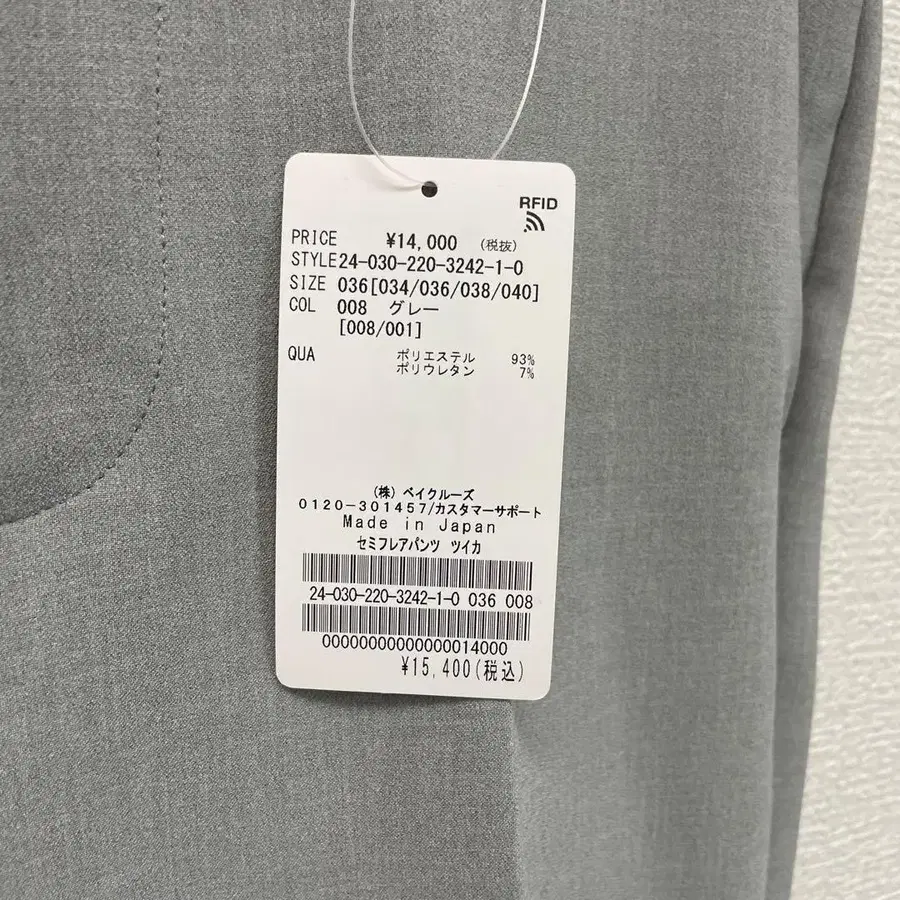 RFID
PRICE ¥14,000 (税抜)
STYLE24-030-220-3242-1-0
SIZE 036[034/036/038/040]
COL 008 グレー
[008/001]
QUA ポリエステル 93%
ポリウレタン 7%
(株) ベイクルーズ
0120-301457/カスタマーサポート
Made in Japan
セミフレアパンツ ツイカ
24-030-220-3242-1-0 036 008
00000000000000014000
¥15,400(税込)